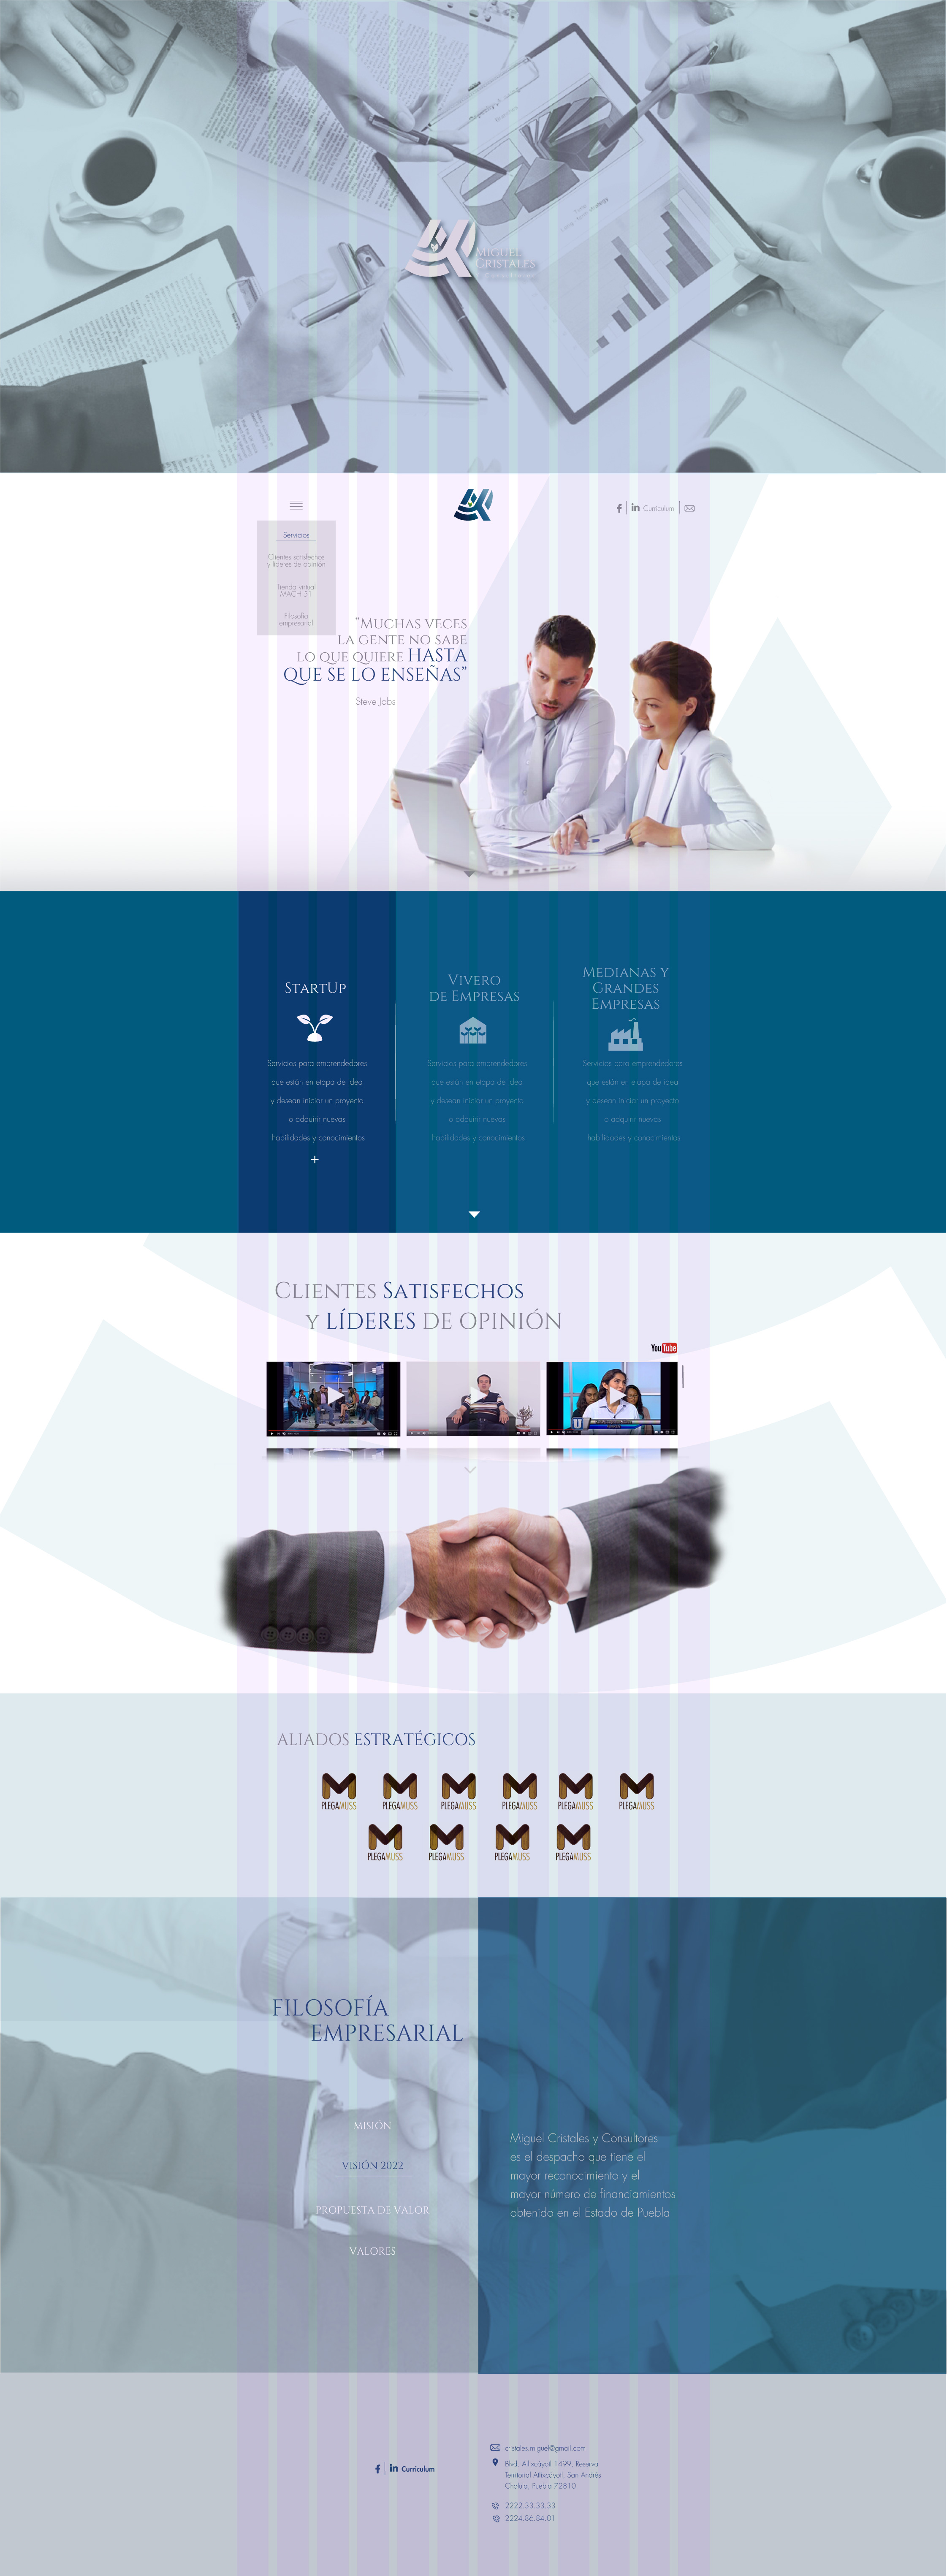 MIGUEL
CRISTALES
Curriculum
Servicios
Clientes satisfechos
y líderes de opinión
Tienda virtual
MACH 51
Filosofía
empresarial
“MUCHAS VECES
LA GENTE NO SABE
LO QUE QUIERE HASTA
QUE SE LO ENSEÑAS”
Steve Jobs
STARTUP
Servicios para emprendedores
que están en etapa de idea
y desean iniciar un proyecto
o adquirir nuevas
habilidades y conocimientos
+
VIVERO
DE EMPRESAS
Servicios para emprendedores
que están en etapa de idea
y desean iniciar un proyecto
o adquirir nuevas
habilidades y conocimientos
MEDIANAS Y
GRANDES
EMPRESAS
Servicios para emprendedores
que están en etapa de idea
y desean iniciar un proyecto
o adquirir nuevas
habilidades y conocimientos
CLIENTES SATISFECHOS
Y LÍDERES DE OPINIÓN
YouTube
ALIADOS ESTRATÉGICOS
PLEGAMUSS
PLEGAMUSS
PLEGAMUSS
PLEGAMUSS
PLEGAMUSS
PLEGAMUSS
PLEGAMUSS
PLEGAMUSS
PLEGAMUSS
PLEGAMUSS
FILOSOFÍA
EMPRESARIAL
MISIÓN
VISIÓN 2022
PROPUESTA DE VALOR
VALORES
Miguel Cristales y Consultores
es el despacho que tiene el
mayor reconocimiento y el
mayor número de financiamientos
obtenido en el Estado de Puebla
Curriculum
cristales.miguel@gmail.com
Blvd. Atlixcáyotl 1499, Reserva
Territorial Atlixcáyotl, San Andrés
Cholula, Puebla 72810
2222.33.33.33
2224.86.84.01